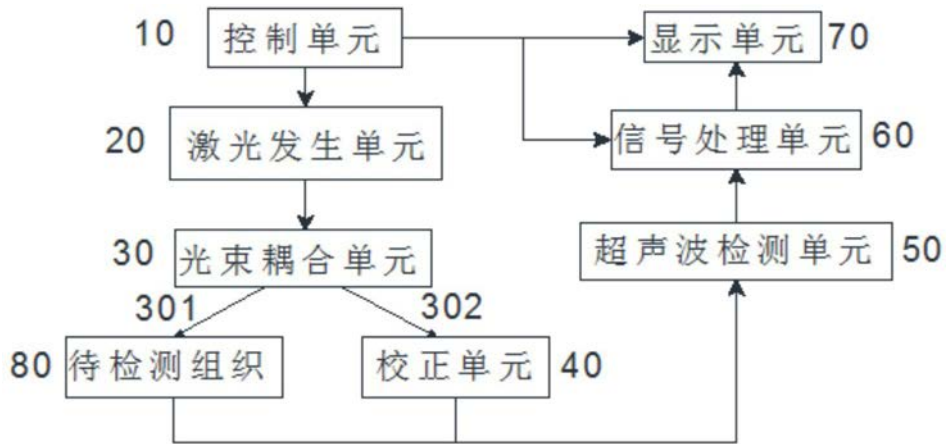 10 控制单元 显示单元 70
20 激光发生单元 信号处理单元 60
30 光束耦合单元 超声波检测单元 50
301 302
80 待检测组织 校正单元 40